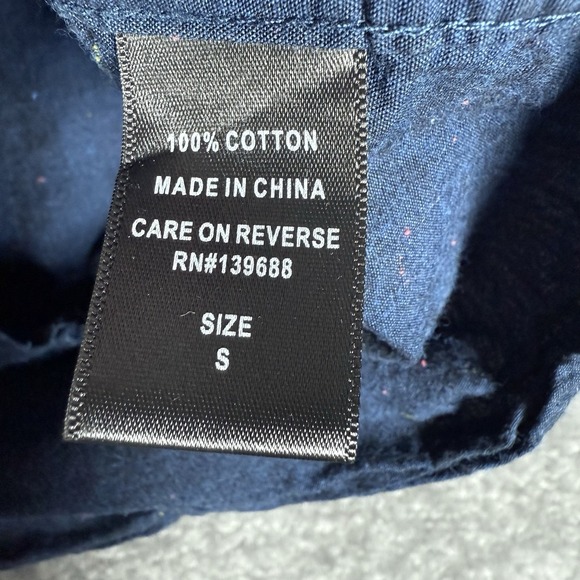 100% COTTON
MADE IN CHINA
CARE ON REVERSE
RN#139688
SIZE
S